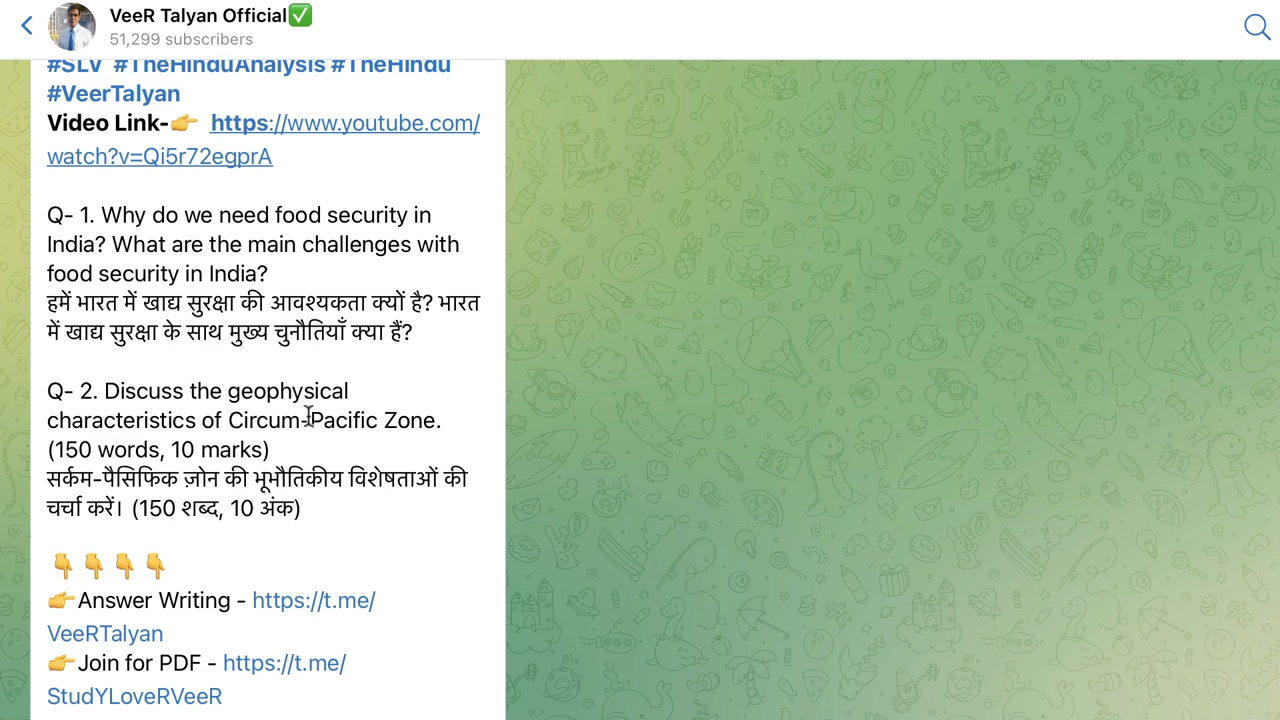 VeeR Talyan Official✅
51,299 subscribers
#SLV #TheHinduAnalysis #TheHindu
#VeerTalyan
Video Link-👉 https://www.youtube.com/
watch?v=Qi5r72egprA
Q- 1. Why do we need food security in
India? What are the main challenges with
food security in India?
हमें भारत में खाद्य सुरक्षा की आवश्यकता क्यों है? भारत
में खाद्य सुरक्षा के साथ मुख्य चुनौतियाँ क्या हैं?
Q- 2. Discuss the geophysical
characteristics of Circum-Pacific Zone.
(150 words, 10 marks)
सर्कम-पैसिफिक ज़ोन की भूभौतिकीय विशेषताओं की
चर्चा करें। (150 शब्द, 10 अंक)
👇👇👇👇
👉Answer Writing - https://t.me/
VeeRTalyan
👉Join for PDF - https://t.me/
StudYLoveRVeeR